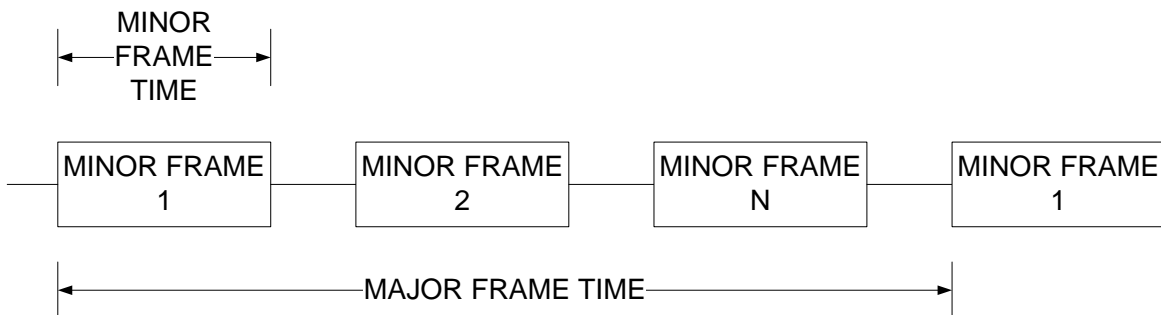 MINOR
FRAME
TIME
MINOR FRAME
1
MINOR FRAME
2
MINOR FRAME
N
MINOR FRAME
1
MAJOR FRAME TIME